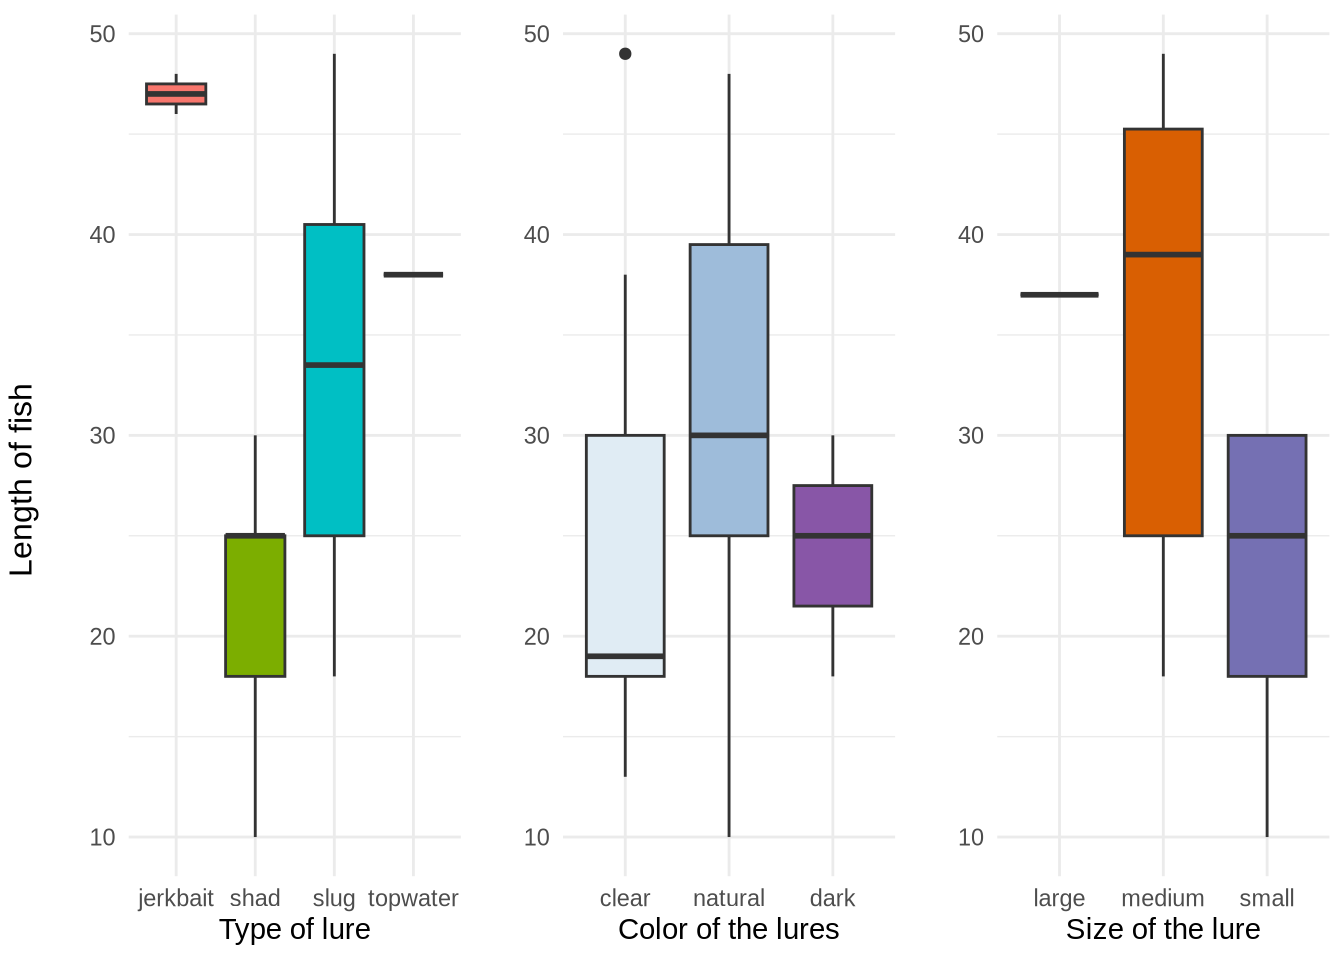 Length of fish
50
40
30
20
10
jerkbait shad slug topwater
Type of lure
50
40
30
20
10
clear natural dark
Color of the lures
50
40
30
20
10
large medium small
Size of the lure